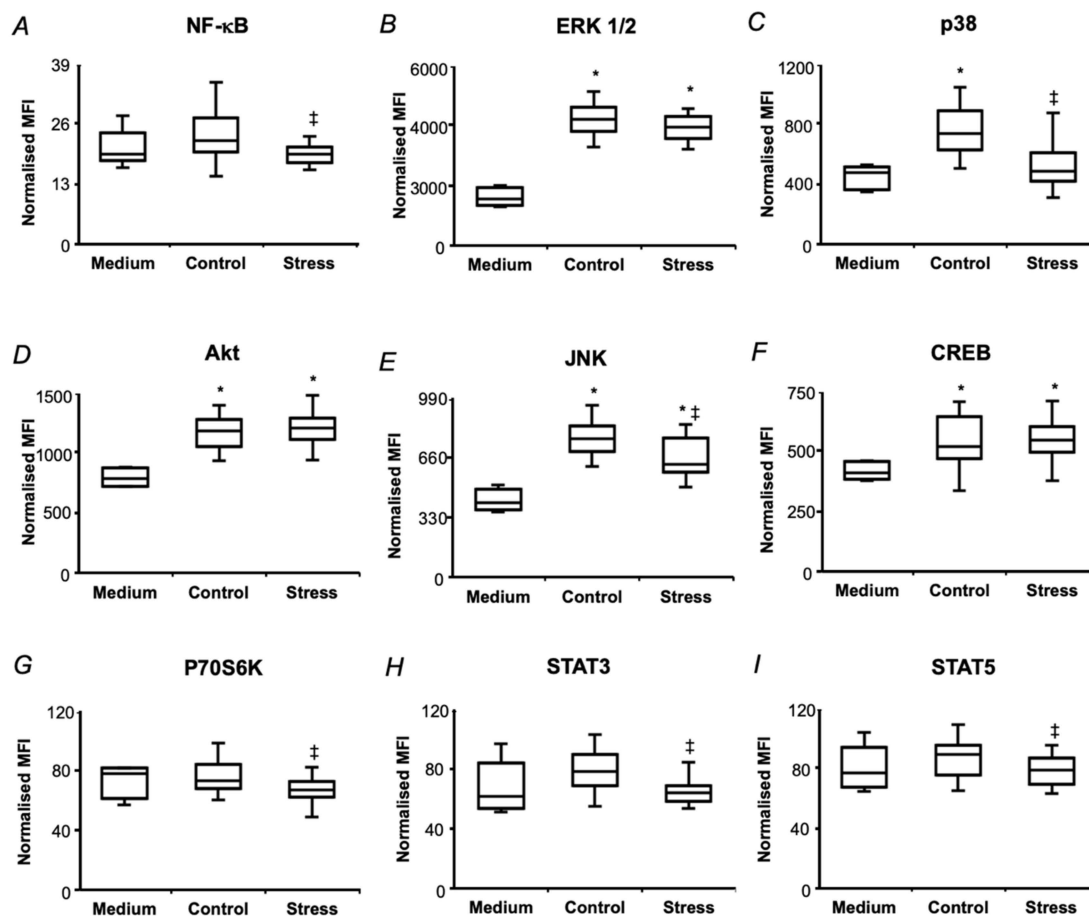 A NF-κB
Normalised MFI
39
26
13
0
‡
Medium Control Stress
B ERK 1/2
Normalised MFI
6000
4000
3000
0
* *
Medium Control Stress
C p38
Normalised MFI
1200
800
400
0
* ‡
Medium Control Stress
D Akt
Normalised MFI
1500
1000
500
0
* *
Medium Control Stress
E JNK
Normalised MFI
990
660
330
0
* * ‡
Medium Control Stress
F CREB
Normalised MFI
750
500
250
0
* *
Medium Control Stress
G P70S6K
Normalised MFI
120
80
40
0
‡
Medium Control Stress
H STAT3
Normalised MFI
120
80
40
0
‡
Medium Control Stress
I STAT5
Normalised MFI
120
80
40
0
‡
Medium Control Stress